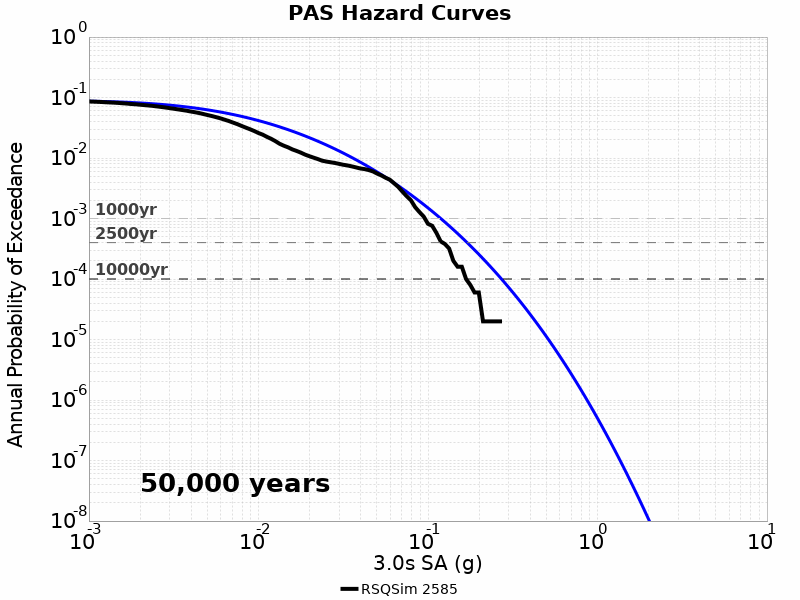 PAS Hazard Curves
Annual Probability of Exceedance
10^0
10^-1
10^-2
10^-3
10^-4
10^-5
10^-6
10^-7
10^-8
1000yr
2500yr
10000yr
50,000 years
10^-3
10^-2
10^-1
10^0
10^1
3.0s SA (g)
RSQSim 2585